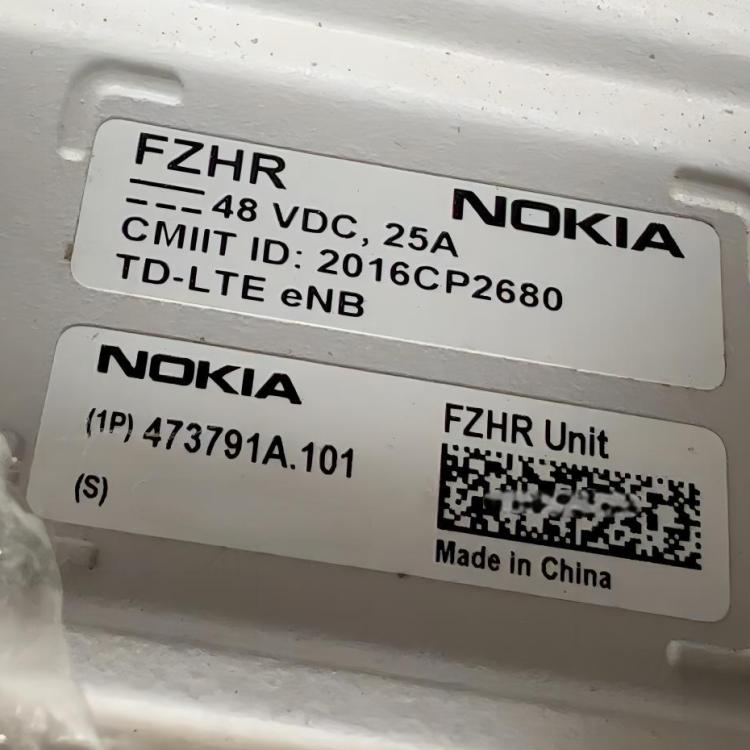 FZHR
NOKIA
48 VDC, 25A
CMIIT ID: 2016CP2680
TD-LTE eNB
NOKIA
(1P) 473791A.101
(S)
FZHR Unit
Made in China